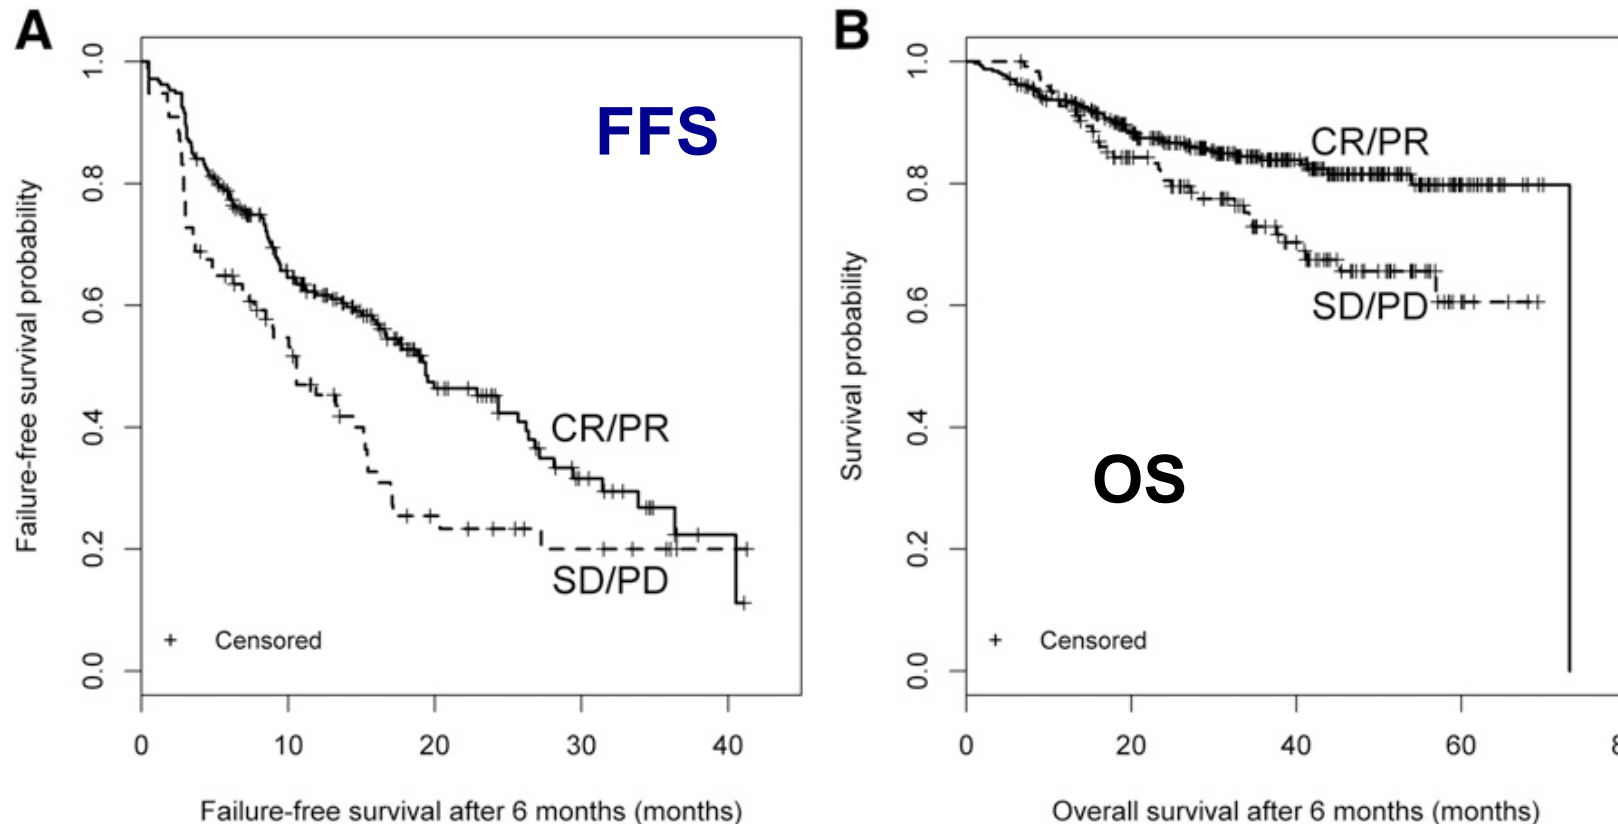 A
Failure-free survival probability
1.0
0.8
0.6
0.4
0.2
0.0
FFS
CR/PR
SD/PD
+ Censored
0 10 20 30 40
Failure-free survival after 6 months (months)
B
Survival probability
1.0
0.8
0.6
0.4
0.2
0.0
CR/PR
SD/PD
OS
+ Censored
0 20 40 60
Overall survival after 6 months (months)